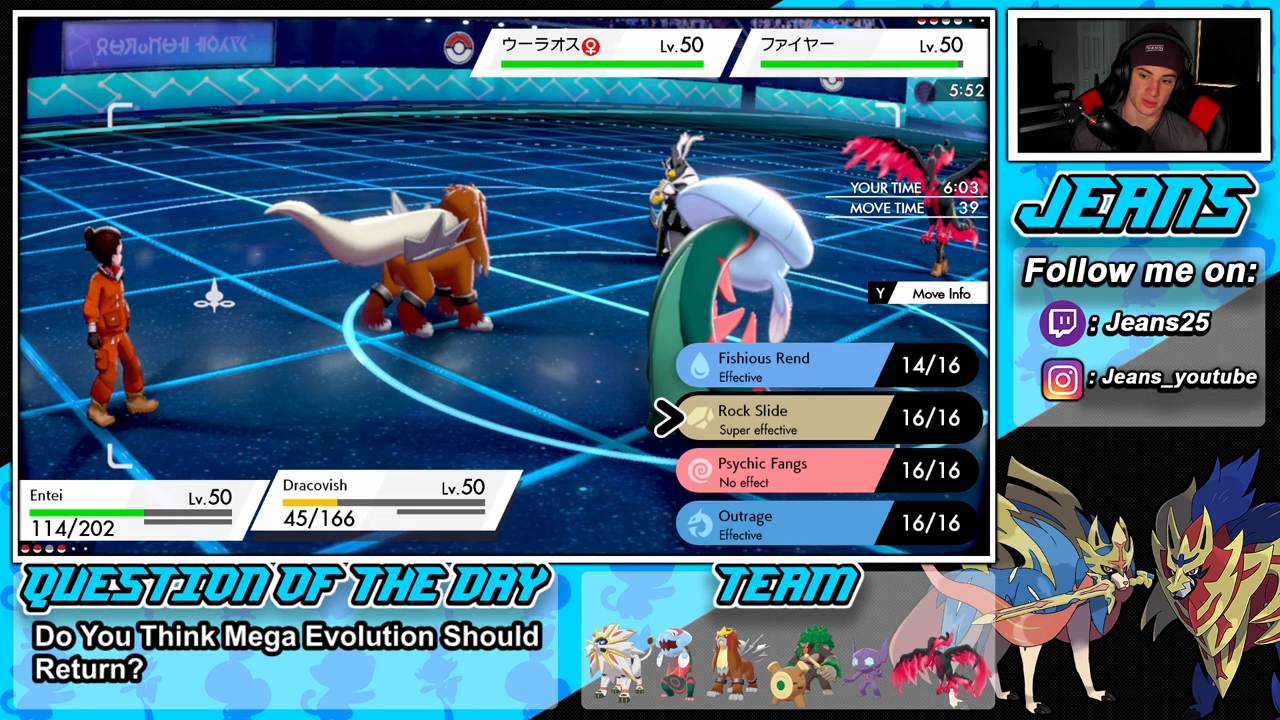 ウーラオス♀ Lv.50
ファイヤー Lv.50
5:52
YOUR TIME 6:03
MOVE TIME 39
Y Move Info
Fishious Rend 14/16
Effective
Rock Slide 16/16
Super effective
Psychic Fangs 16/16
No effect
Outrage 16/16
Effective
Entei Lv.50
114/202
Dracovish Lv.50
45/166
JEANS
Follow me on:
: Jeans25
: Jeans_youtube
QUESTION OF THE DAY
Do You Think Mega Evolution Should
Return?
TEAM